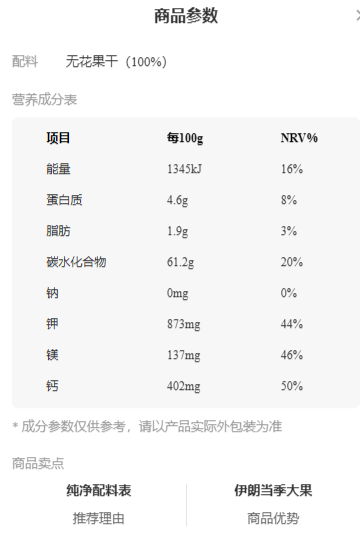 商品参数
配料 无花果干（100%）
营养成分表
项目 每100g NRV%
能量 1345kJ 16%
蛋白质 4.6g 8%
脂肪 1.9g 3%
碳水化合物 61.2g 20%
钠 0mg 0%
钾 873mg 44%
镁 137mg 46%
钙 402mg 50%
* 成分参数仅供参考，请以产品实际外包装为准
商品卖点
纯净配料表 伊朗当季大果
推荐理由 商品优势